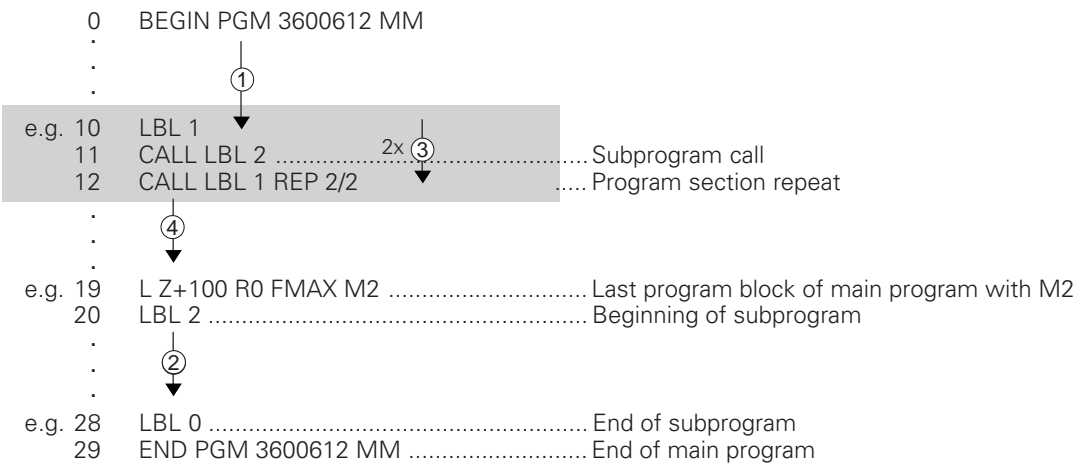 0 BEGIN PGM 3600612 MM
.
.
.
①
e.g. 10 LBL 1
11 CALL LBL 2 ............................................... Subprogram call
2x ③
12 CALL LBL 1 REP 2/2 ..... Program section repeat
.
.
.
④
e.g. 19 L Z+100 R0 FMAX M2 .............................. Last program block of main program with M2
20 LBL 2 ......................................................... Beginning of subprogram
.
.
.
②
e.g. 28 LBL 0 ......................................................... End of subprogram
29 END PGM 3600612 MM ........................... End of main program